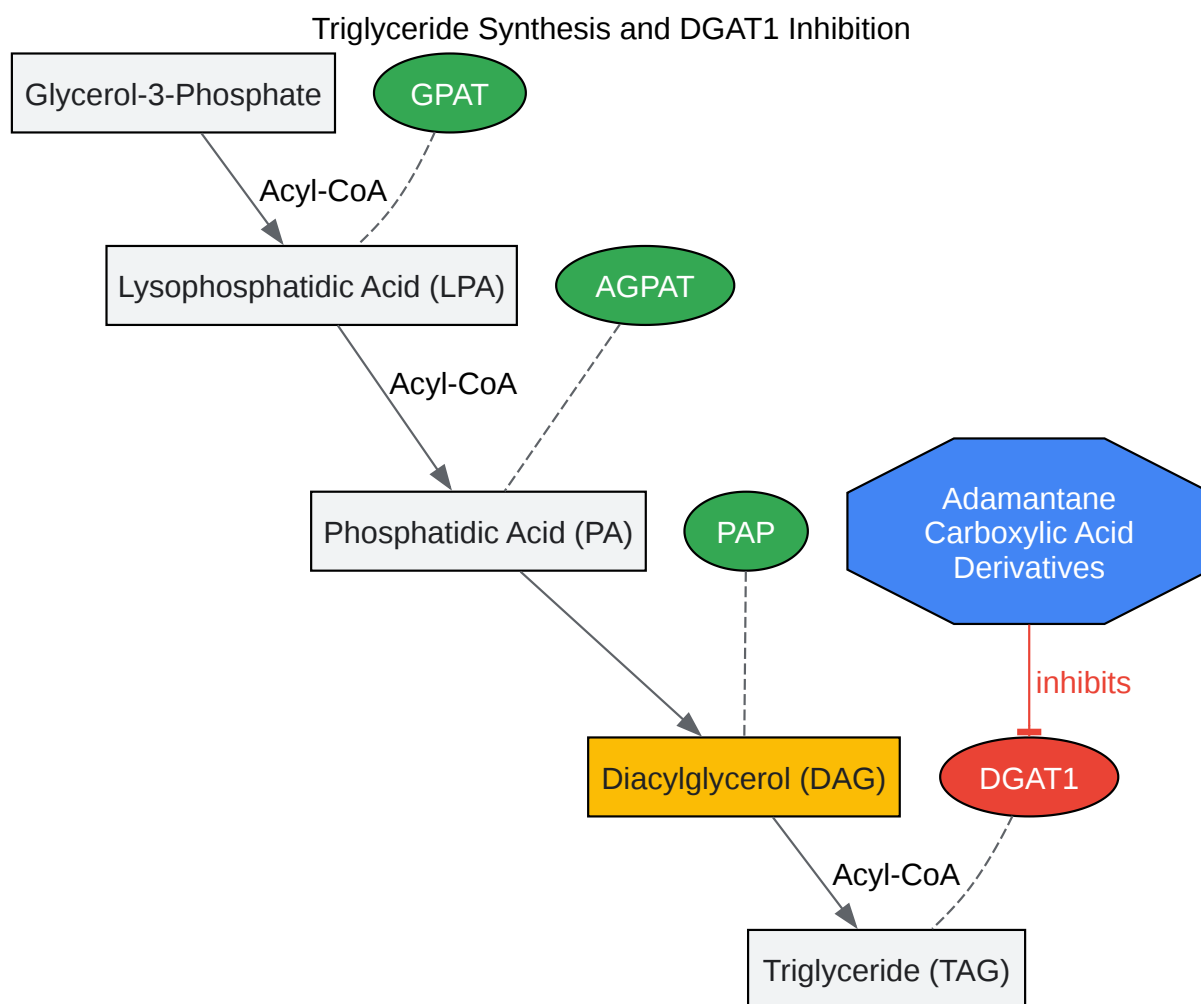 Triglyceride Synthesis and DGAT1 Inhibition
Glycerol-3-Phosphate
GPAT
Acyl-CoA
Lysophosphatidic Acid (LPA)
AGPAT
Acyl-CoA
Phosphatidic Acid (PA)
PAP
Adamantane
Carboxylic Acid
Derivatives
inhibits
Diacylglycerol (DAG)
DGAT1
Acyl-CoA
Triglyceride (TAG)